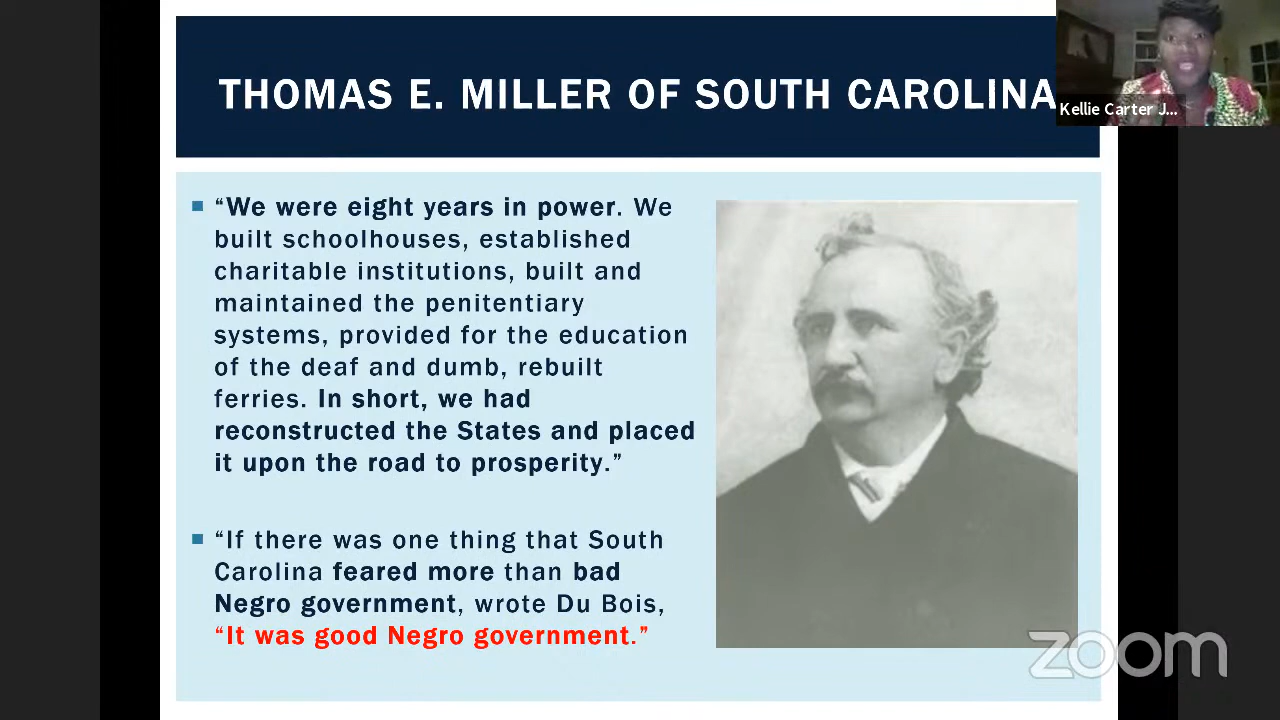 THOMAS E. MILLER OF SOUTH CAROLINA
Kellie Carter J...
“We were eight years in power. We
built schoolhouses, established
charitable institutions, built and
maintained the penitentiary
systems, provided for the education
of the deaf and dumb, rebuilt
ferries. In short, we had
reconstructed the States and placed
it upon the road to prosperity.”
“If there was one thing that South
Carolina feared more than bad
Negro government, wrote Du Bois,
“It was good Negro government.”
zoom